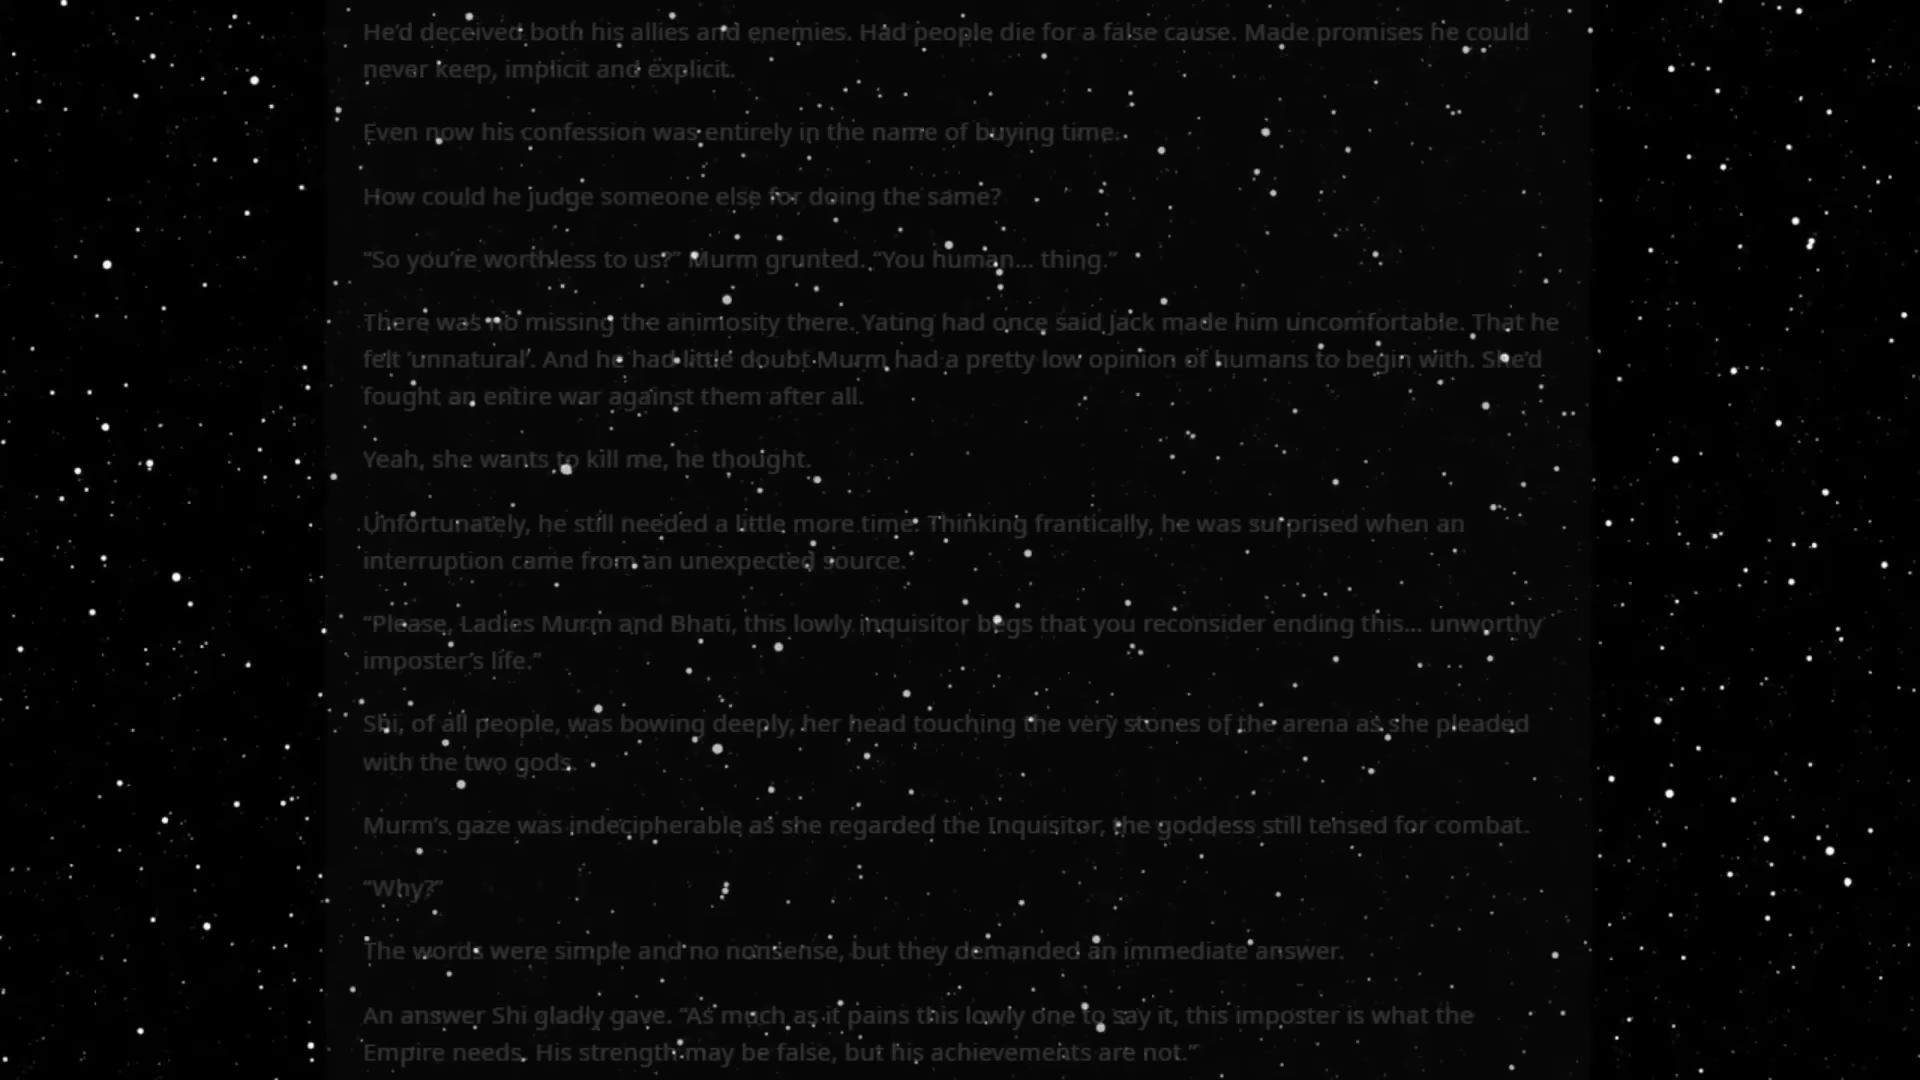 He’d deceived both his allies and enemies. Had people die for a false cause. Made promises he could
never keep, implicit and explicit.
Even now his confession was entirely in the name of buying time.
How could he judge someone else for doing the same?
“So you’re worthless to us?” Murm grunted. “You human... thing.”
There was no missing the animosity there. Yating had once said Jack made him uncomfortable. That he
felt ‘unnatural’. And he had little doubt Murm had a pretty low opinion of humans to begin with. She’d
fought an entire war against them after all.
Yeah, she wants to kill me, he thought.
Unfortunately, he still needed a little more time. Thinking frantically, he was surprised when an
interruption came from an unexpected source.
“Please, Ladies Murm and Bhati, this lowly inquisitor begs that you reconsider ending this... unworthy
imposter’s life.”
Shi, of all people, was bowing deeply, her head touching the very stones of the arena as she pleaded
with the two gods.
Murm’s gaze was indecipherable as she regarded the Inquisitor, the goddess still tensed for combat.
“Why?”
The words were simple and no nonsense, but they demanded an immediate answer.
An answer Shi gladly gave. “As much as it pains this lowly one to say it, this imposter is what the
Empire needs. His strength may be false, but his achievements are not.”